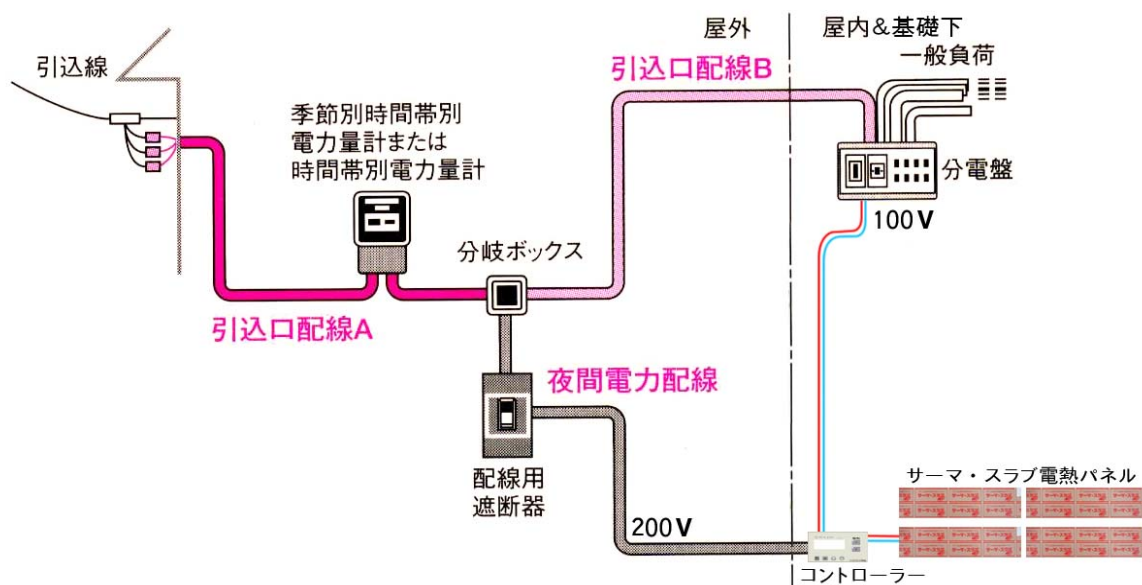 屋外
屋内&基礎下
一般負荷
引込線
引込口配線B
季節別時間帯別
電力量計または
時間帯別電力量計
分電盤
100V
分岐ボックス
引込口配線A
夜間電力配線
配線用
遮断器
200V
サーマ・スラブ電熱パネル
コントローラー